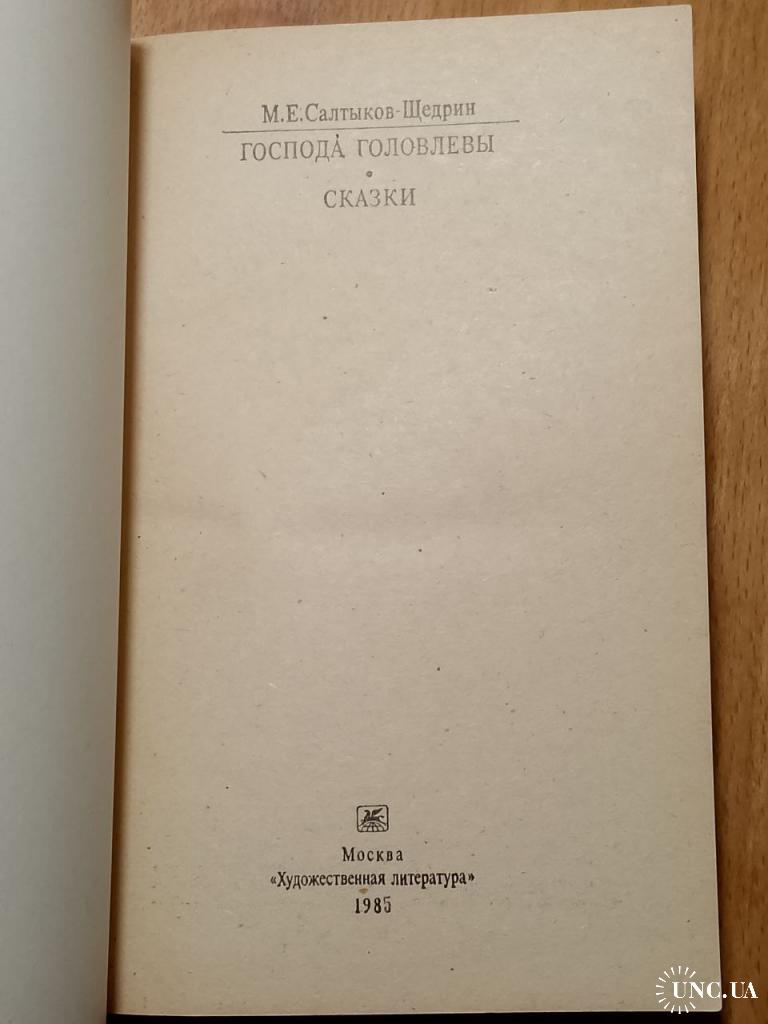 М.Е.Салтыков-Щедрин
ГОСПОДА ГОЛОВЛЕВЫ
•
СКАЗКИ
Москва
«Художественная литература»
1985
UNC.UA